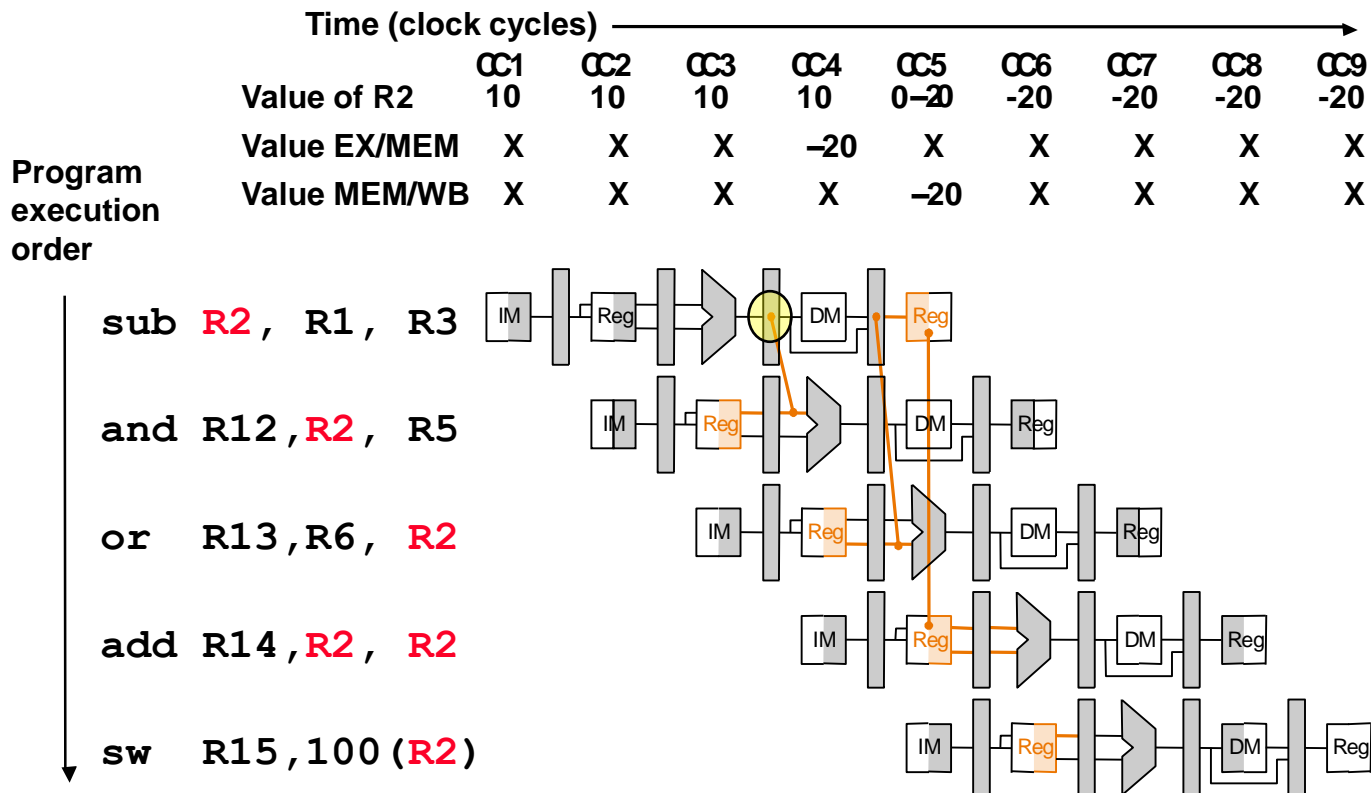 Time (clock cycles)
CC1 CC2 CC3 CC4 CC5 CC6 CC7 CC8 CC9
Value of R2 10 10 10 10 0–20 -20 -20 -20 -20
Value EX/MEM X X X –20 X X X X X
Value MEM/WB X X X X –20 X X X X
Program
execution
order
sub R2, R1, R3 IM Reg DM Reg
and R12,R2, R5 IM Reg DM Reg
or R13,R6, R2 IM Reg DM Reg
add R14,R2, R2 IM Reg DM Reg
sw R15,100(R2) IM Reg DM Reg